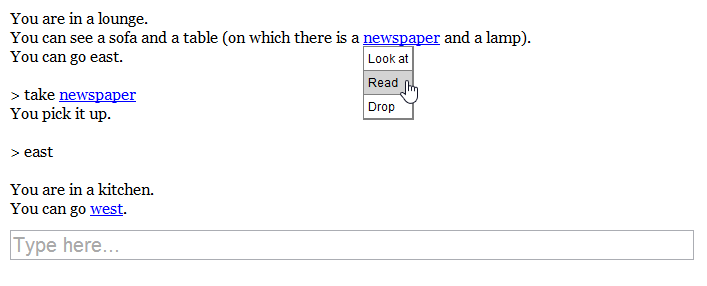 You are in a lounge.
You can see a sofa and a table (on which there is a newspaper and a lamp).
You can go east.
Look at
Read
Drop
> take newspaper
You pick it up.
> east
You are in a kitchen.
You can go west.
Type here...